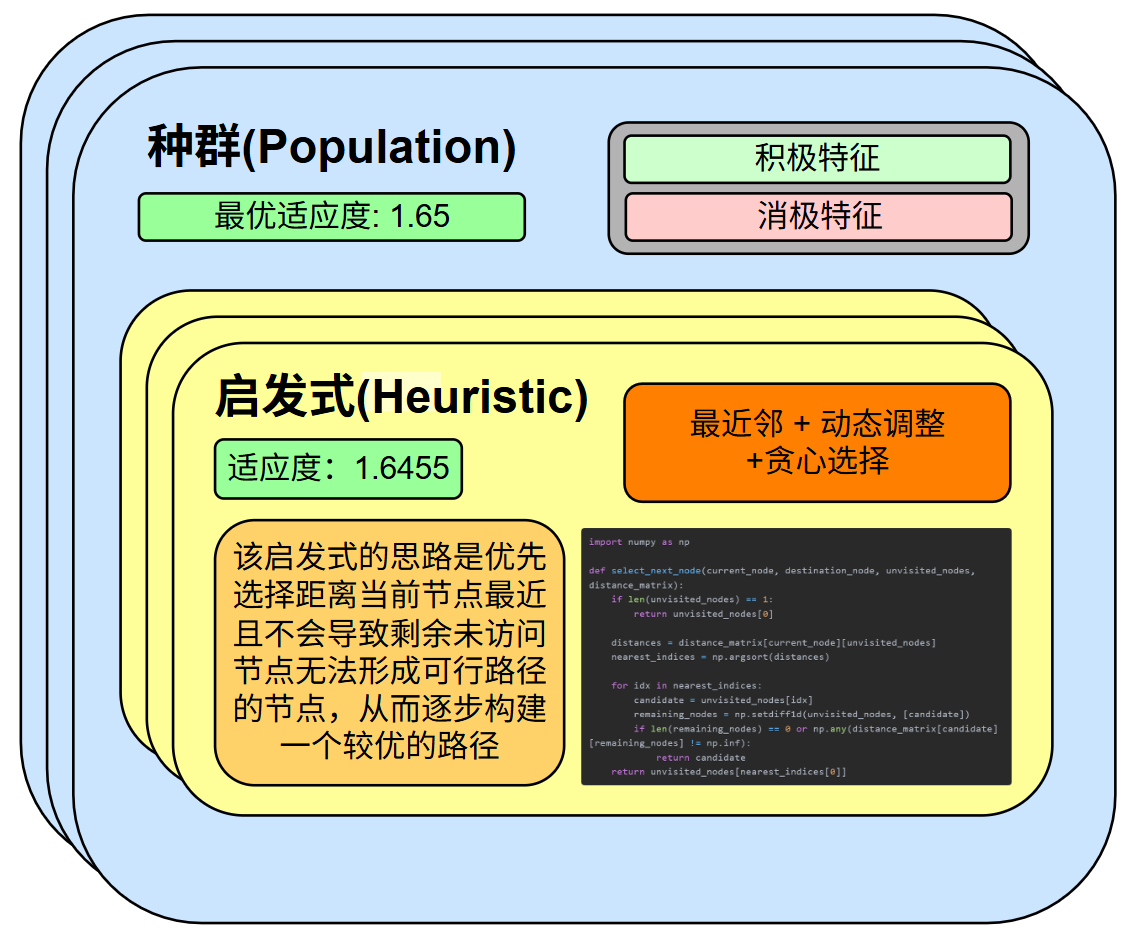 种群(Population)
最优适应度: 1.65
积极特征
消极特征
启发式(Heuristic)
适应度：1.6455
最近邻 + 动态调整
+贪心选择
该启发式的思路是优先
选择距离当前节点最近
且不会导致剩余未访问
节点无法形成可行路径
的节点，从而逐步构建
一个较优的路径
import numpy as np
def select_next_node(current_node, destination_node, unvisited_nodes,
distance_matrix):
    if len(unvisited_nodes) == 1:
        return unvisited_nodes[0]
    distances = distance_matrix[current_node][unvisited_nodes]
    nearest_indices = np.argsort(distances)
    for idx in nearest_indices:
        candidate = unvisited_nodes[idx]
        remaining_nodes = np.setdiff1d(unvisited_nodes, [candidate])
        if len(remaining_nodes) == 0 or np.any(distance_matrix[candidate]
[remaining_nodes] != np.inf):
            return candidate
    return unvisited_nodes[nearest_indices[0]]